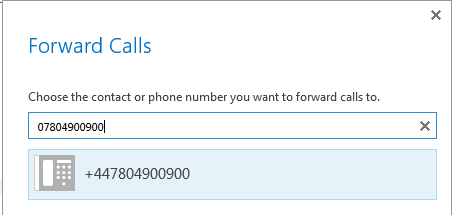 Forward Calls
Choose the contact or phone number you want to forward calls to.
07804900900
+447804900900